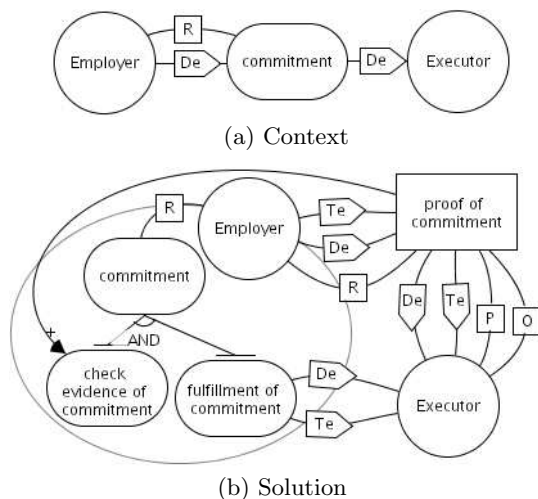 R
Employer
De
commitment
De
Executor
(a) Context
R
Employer
Te
De
R
proof of
commitment
commitment
De
Te
P
O
+
AND
check
evidence of
commitment
fulfillment of
commitment
De
Te
Executor
(b) Solution